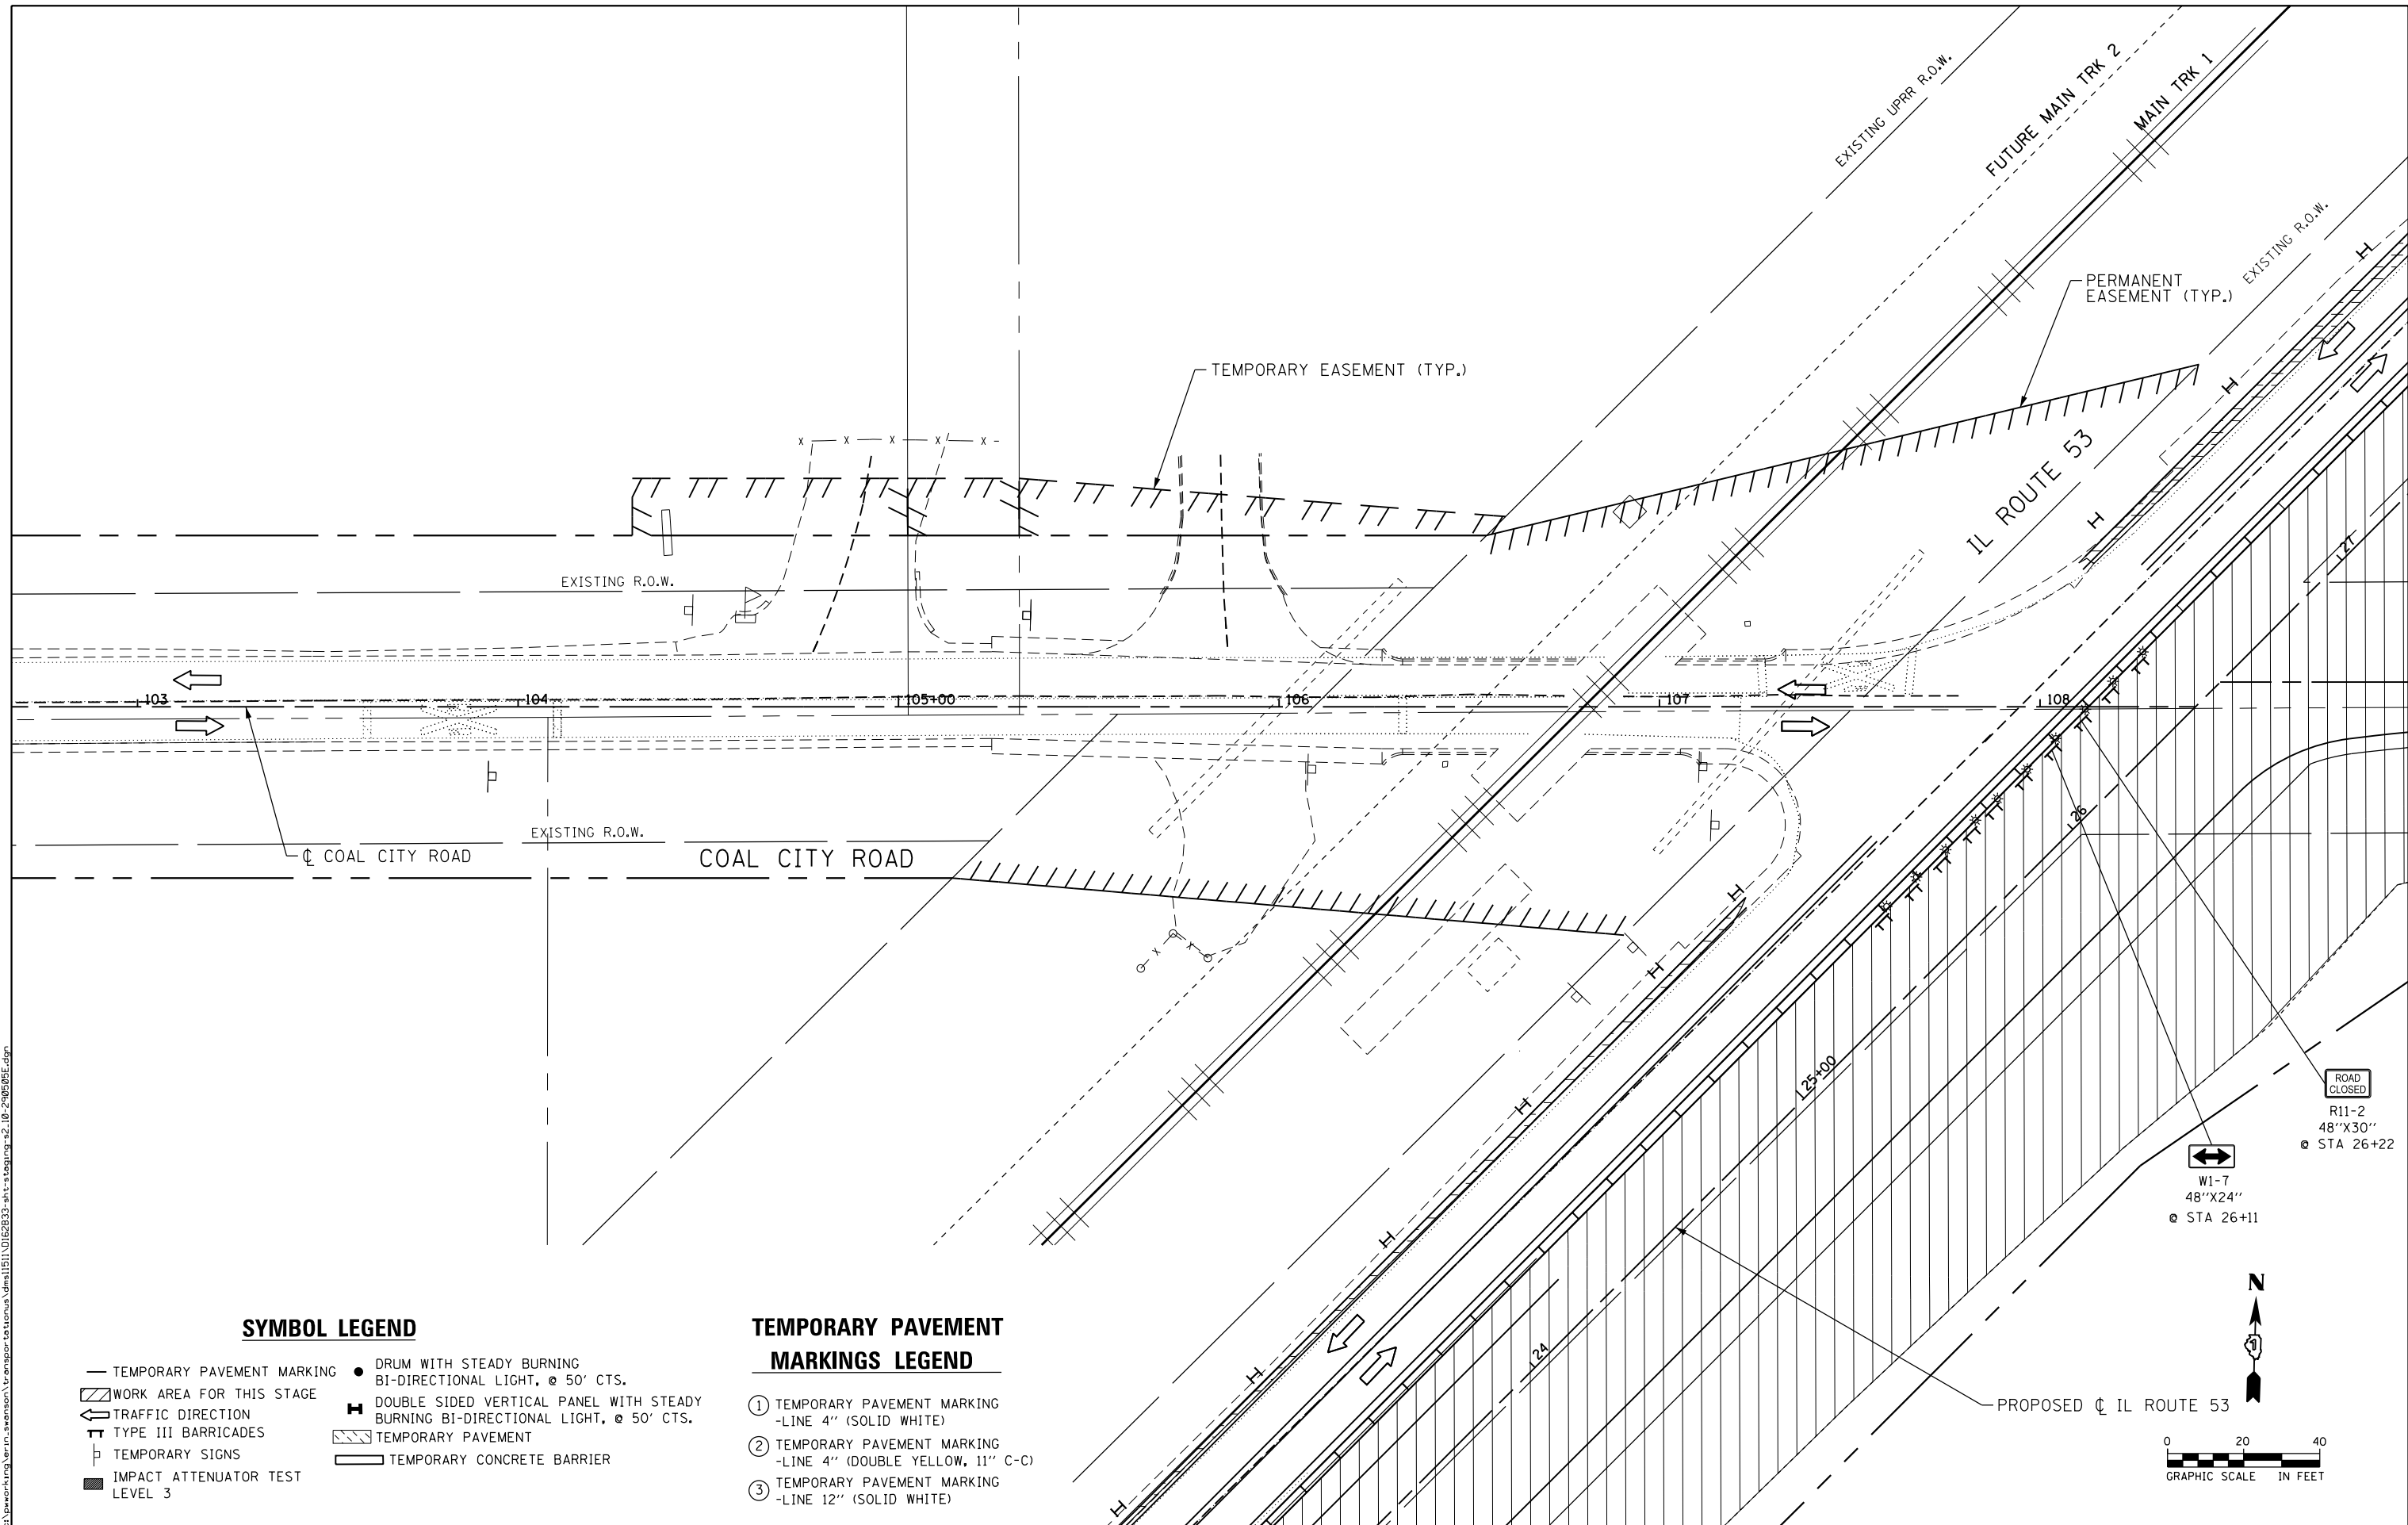 EXISTING UPRR R.O.W.
FUTURE MAIN TRK 2
MAIN TRK 1
EXISTING R.O.W.
PERMANENT
EASEMENT (TYP.)
TEMPORARY EASEMENT (TYP.)
IL ROUTE 53
EXISTING R.O.W.
X X X X X
103
104
105+00
106
107
108
27
26
25+00
24
EXISTING R.O.W.
℄ COAL CITY ROAD
COAL CITY ROAD
X X
ROAD
CLOSED
R11-2
48''X30''
@ STA 26+22
W1-7
48''X24''
@ STA 26+11
PROPOSED ℄ IL ROUTE 53
N
0 20 40
GRAPHIC SCALE IN FEET
SYMBOL LEGEND
TEMPORARY PAVEMENT MARKING
WORK AREA FOR THIS STAGE
TRAFFIC DIRECTION
TYPE III BARRICADES
TEMPORARY SIGNS
IMPACT ATTENUATOR TEST
LEVEL 3
DRUM WITH STEADY BURNING
BI-DIRECTIONAL LIGHT, @ 50' CTS.
DOUBLE SIDED VERTICAL PANEL WITH STEADY
BURNING BI-DIRECTIONAL LIGHT, @ 50' CTS.
TEMPORARY PAVEMENT
TEMPORARY CONCRETE BARRIER
TEMPORARY PAVEMENT
MARKINGS LEGEND
1 TEMPORARY PAVEMENT MARKING
-LINE 4'' (SOLID WHITE)
2 TEMPORARY PAVEMENT MARKING
-LINE 4'' (DOUBLE YELLOW, 11'' C-C)
3 TEMPORARY PAVEMENT MARKING
-LINE 12'' (SOLID WHITE)